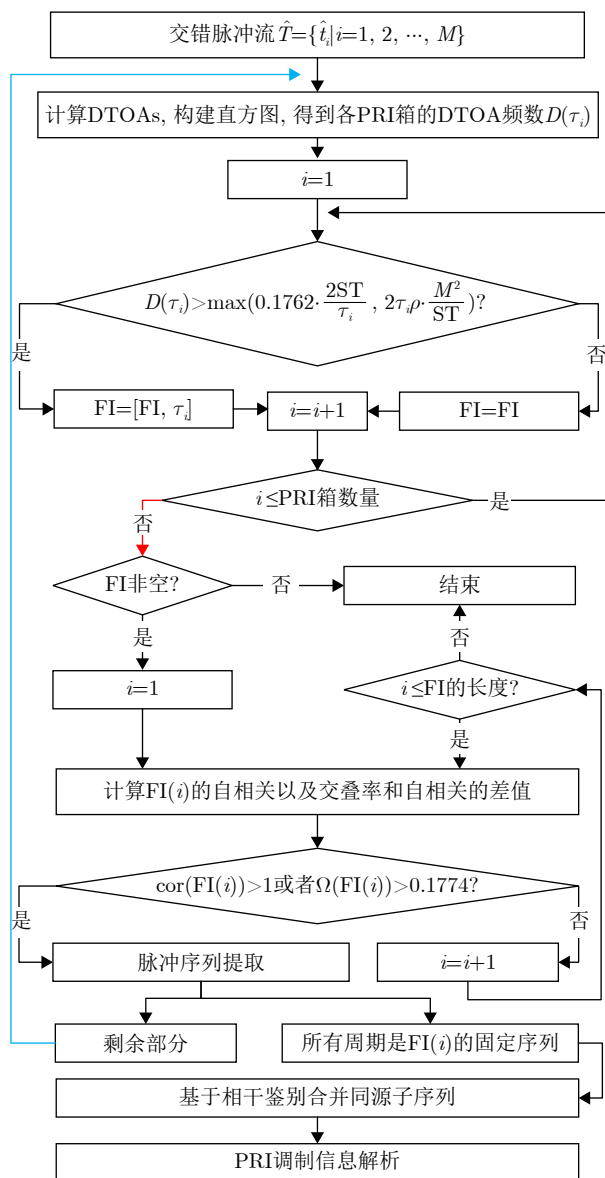 交错脉冲流 T̂={t̂ᵢ|i=1, 2, ⋯, M}
计算DTOAs, 构建直方图, 得到各PRI箱的DTOA频数D(τᵢ)
i=1
D(τᵢ)>max(0.1762·2ST/τᵢ , 2τᵢρ·M²/ST)?
是
否
FI=[FI, τᵢ]
i=i+1
FI=FI
i≤PRI箱数量
是
否
FI非空?
否
结束
是
否
i=1
i≤FI的长度?
是
计算FI(i)的自相关以及交叠率和自相关的差值
cor(FI(i))>1或者Ω(FI(i))>0.1774?
是
否
脉冲序列提取
i=i+1
剩余部分
所有周期是FI(i)的固定序列
基于相干鉴别合并同源子序列
PRI调制信息解析